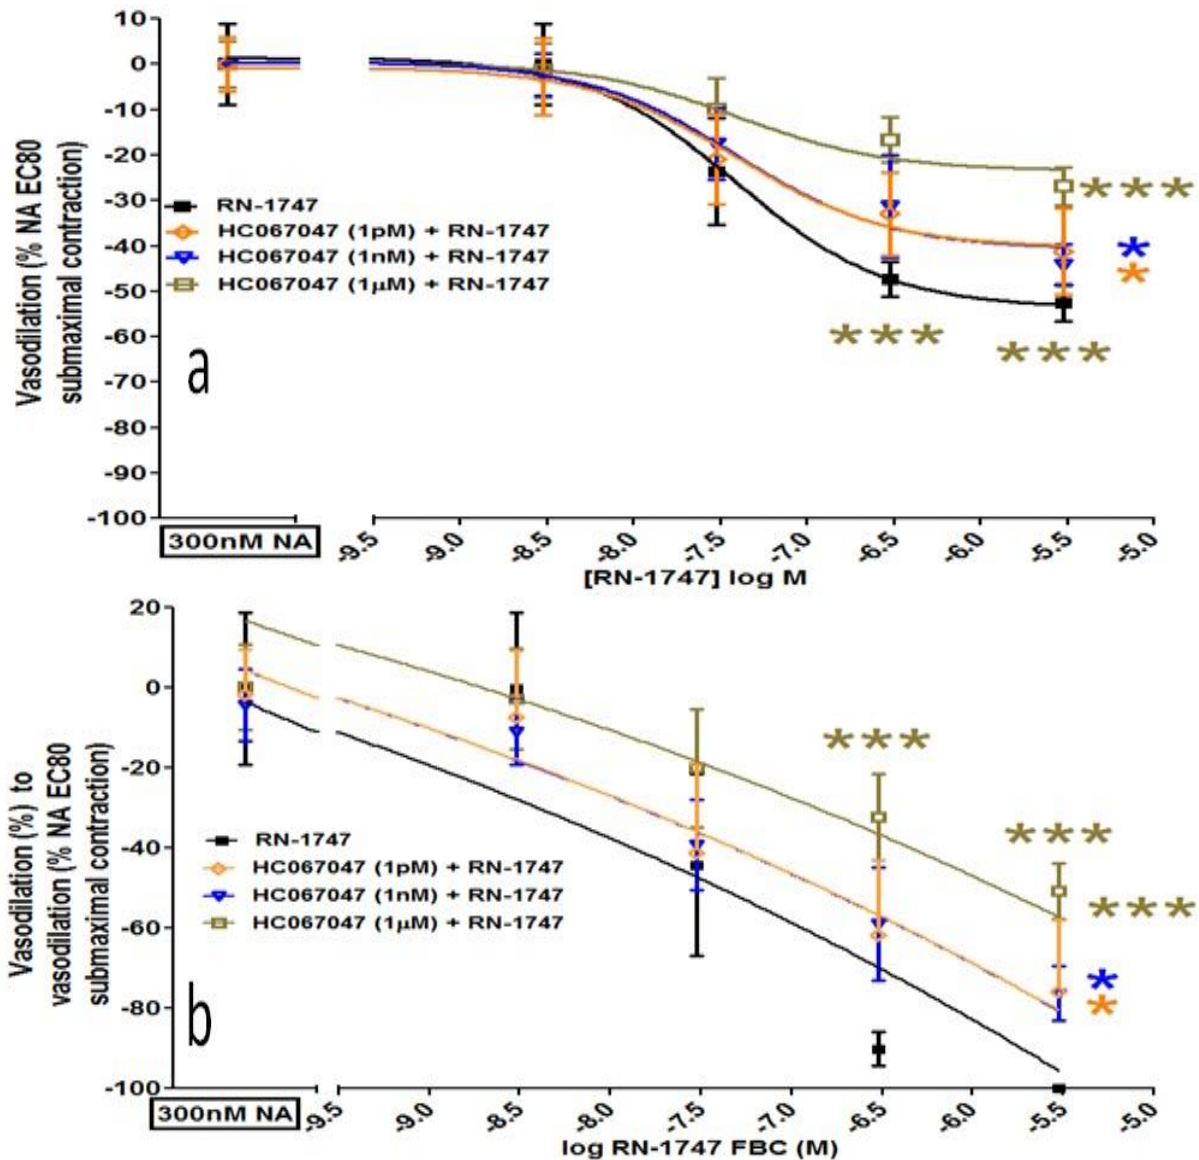 10
0
-10
-20
-30
-40
-50
-60
-70
-80
-90
-100
Vasodilation (% NA EC80
submaximal contraction)
RN-1747
HC067047 (1pM) + RN-1747
HC067047 (1nM) + RN-1747
HC067047 (1μM) + RN-1747
***
*
*
*** ***
a
300nM NA
-9.5 -9.0 -8.5 -8.0 -7.5 -7.0 -6.5 -6.0 -5.5 -5.0
[RN-1747] log M
20
0
-20
-40
-60
-80
-100
Vasodilation (%) to
vasodilation (% NA EC80
submaximal contraction)
***
***
***
RN-1747
HC067047 (1pM) + RN-1747
HC067047 (1nM) + RN-1747
HC067047 (1μM) + RN-1747
*
*
b
300nM NA
-9.5 -9.0 -8.5 -8.0 -7.5 -7.0 -6.5 -6.0 -5.5 -5.0
log RN-1747 FBC (M)